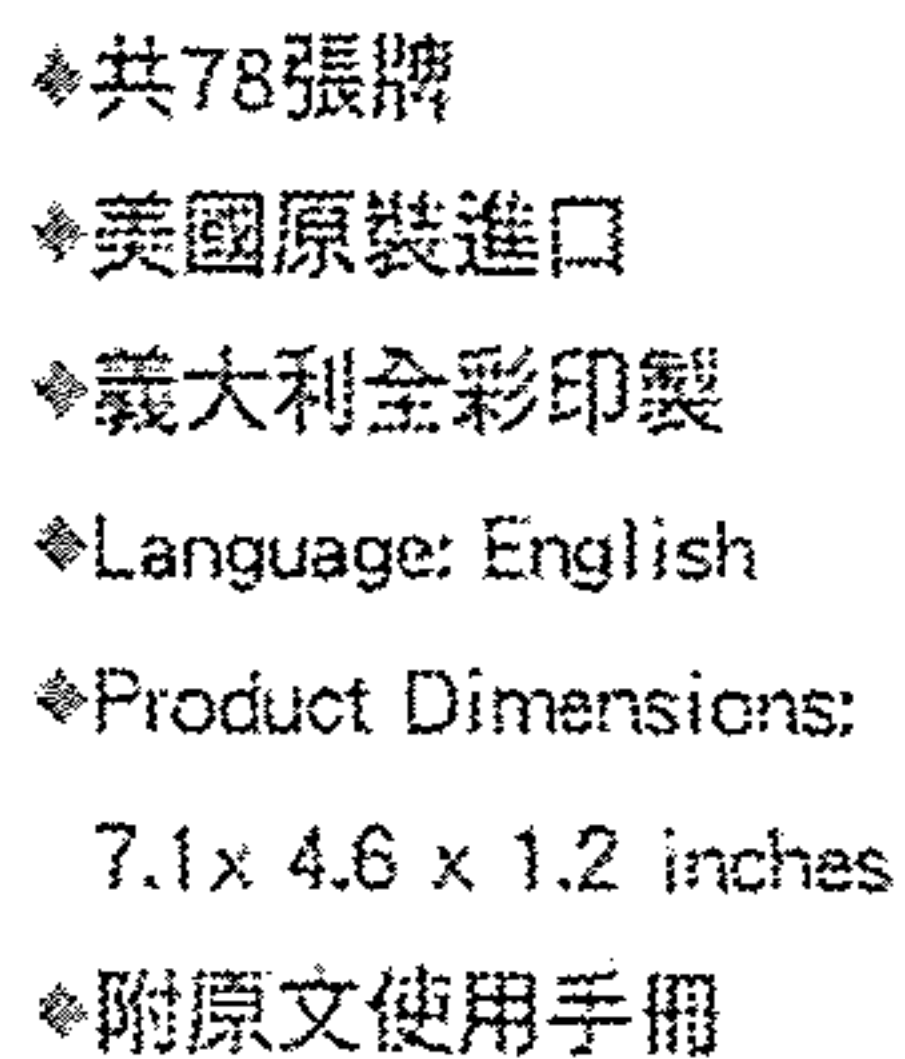 ❖共78張牌
❖美國原裝進口
❖義大利全彩印製
❖Language: English
❖Product Dimensions:
7.1x 4.6 x 1.2 inches
❖附原文使用手冊